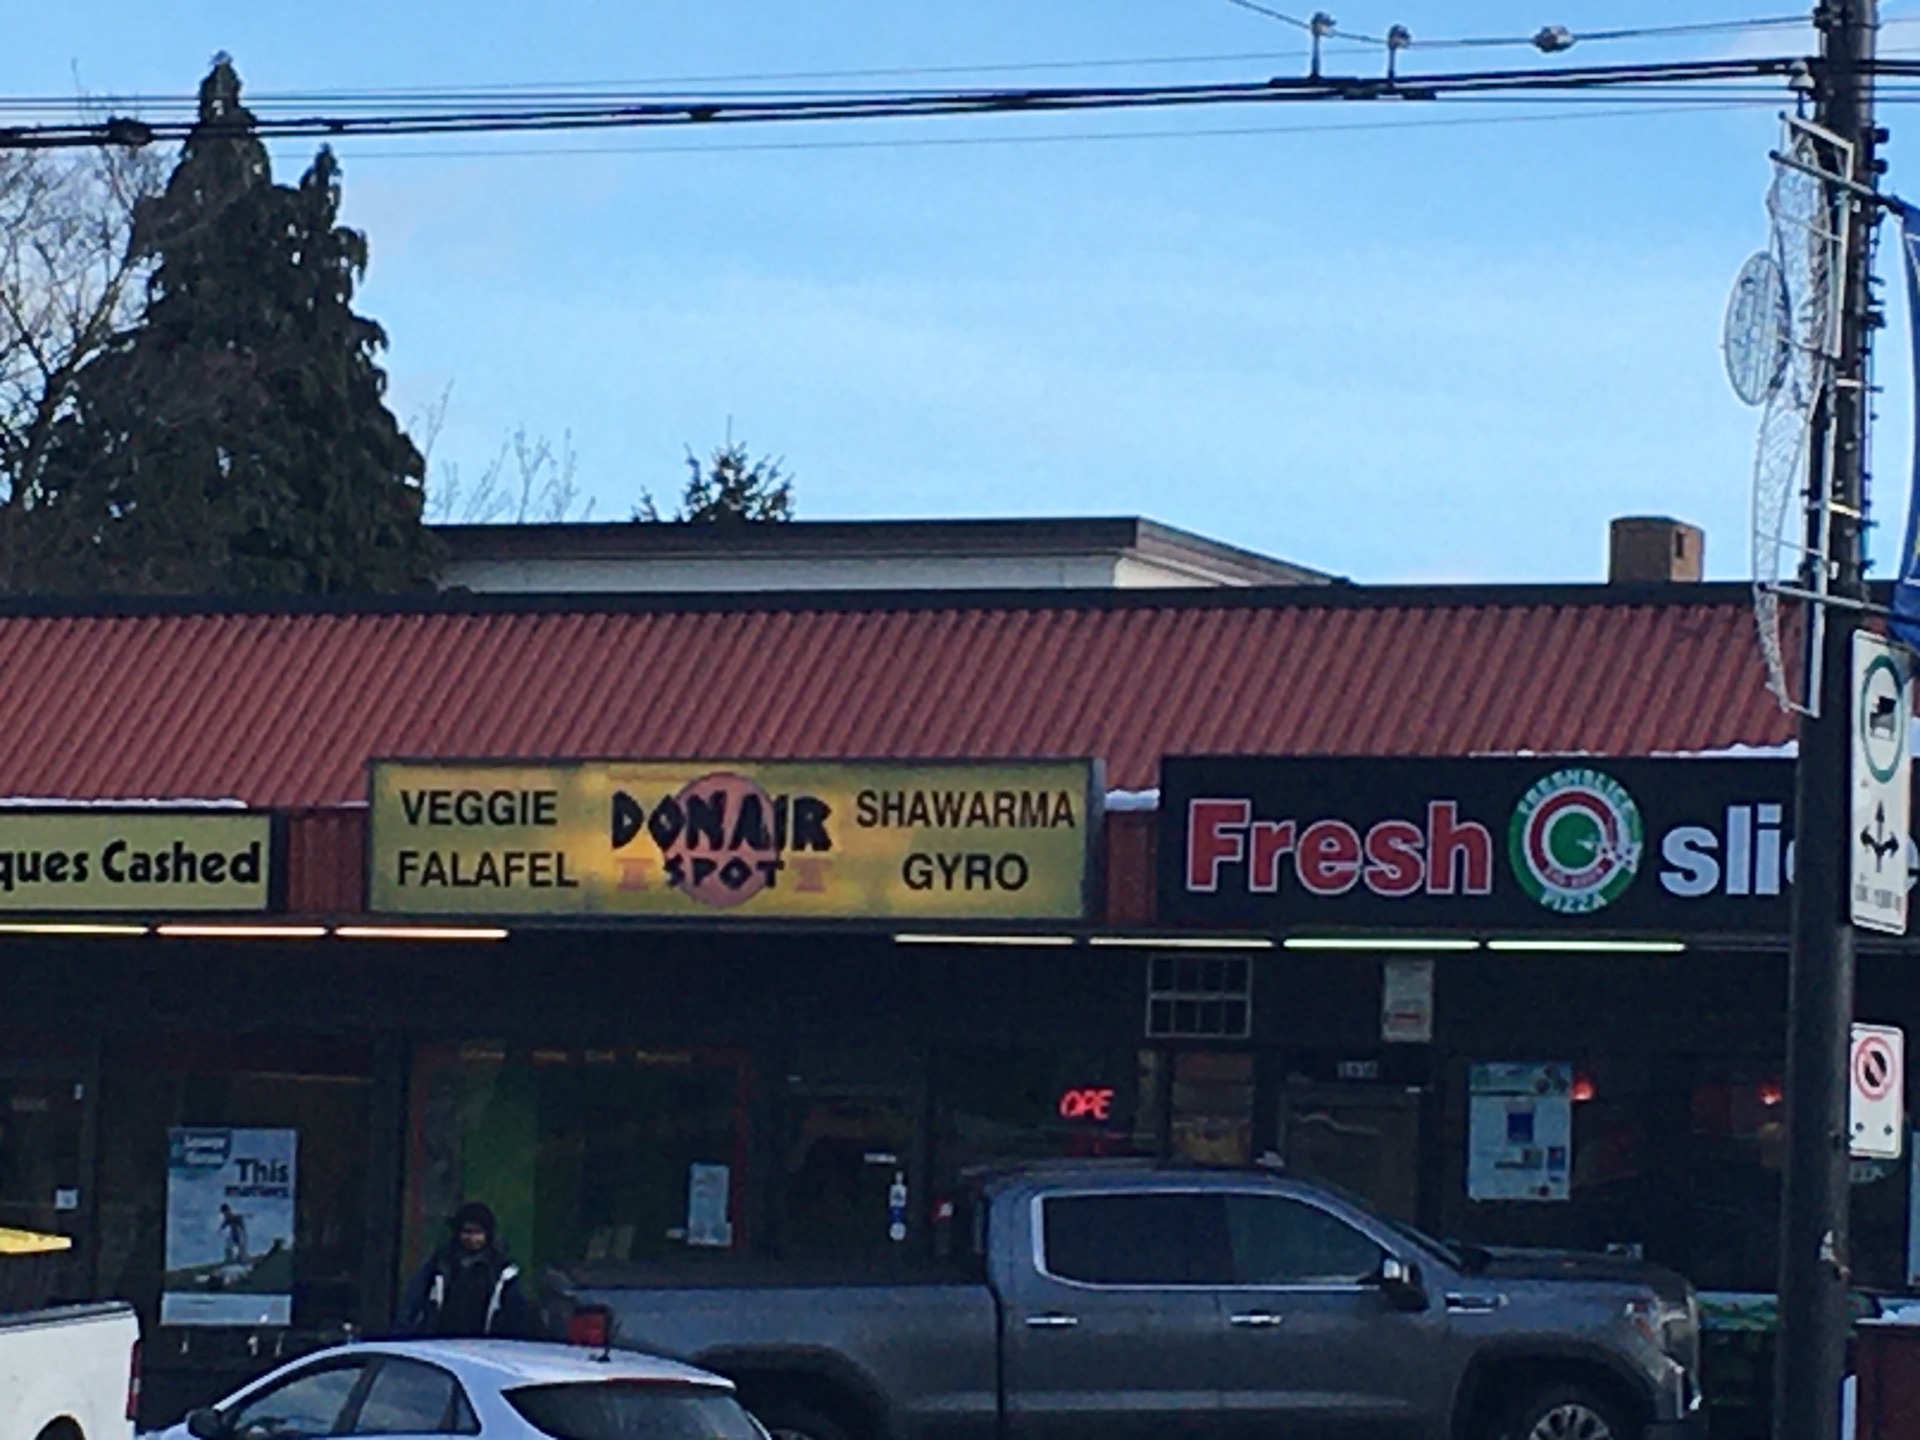 ques Cashed
VEGGIE
FALAFEL
DONAIR
SPOT
SHAWARMA
GYRO
Fresh
FRESHSLICE
PIZZA
sli
OPE
This
matters